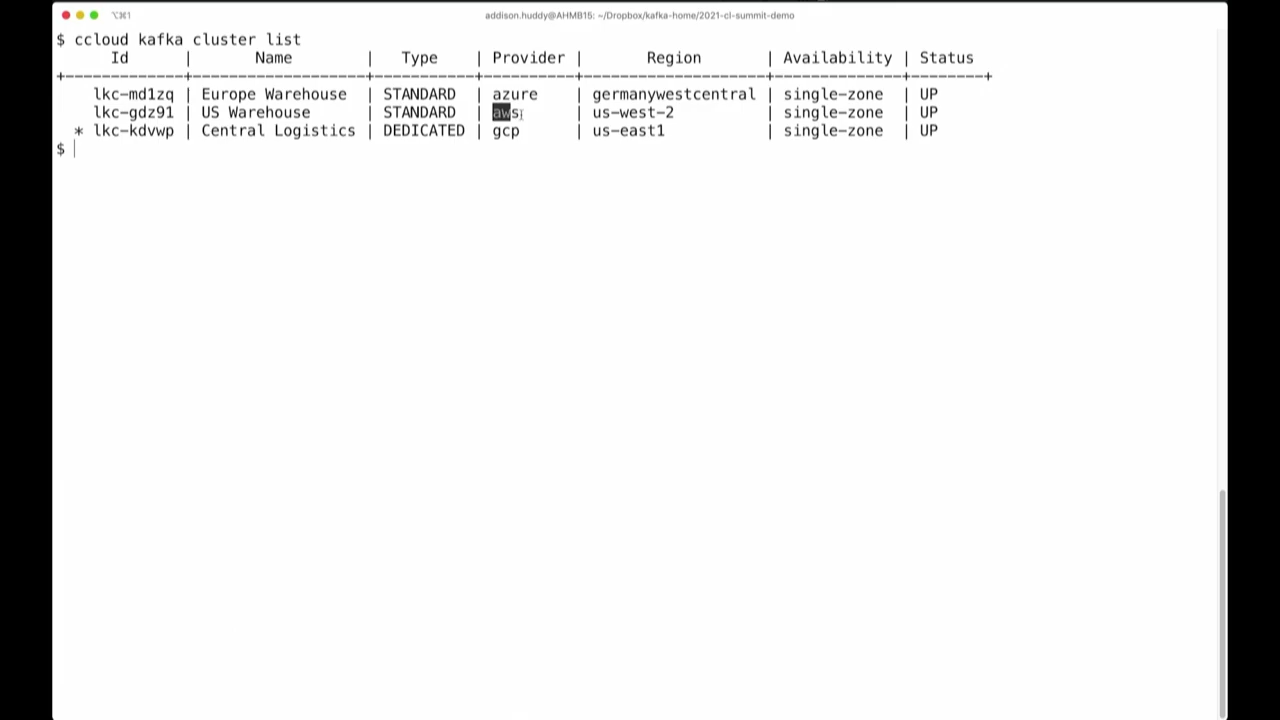 ⌥⌘1 addison.huddy@AHMB15: ~/Dropbox/kafka-home/2021-cl-summit-demo
$ ccloud kafka cluster list
      Id       |        Name        |   Type    | Provider |       Region       | Availability | Status
+-------------+-------------------+-----------+----------+--------------------+--------------+--------+
    lkc-md1zq | Europe Warehouse  | STANDARD  | azure    | germanywestcentral | single-zone  | UP
    lkc-gdz91 | US Warehouse      | STANDARD  | aws      | us-west-2          | single-zone  | UP
  * lkc-kdvwp | Central Logistics | DEDICATED | gcp      | us-east1           | single-zone  | UP
$